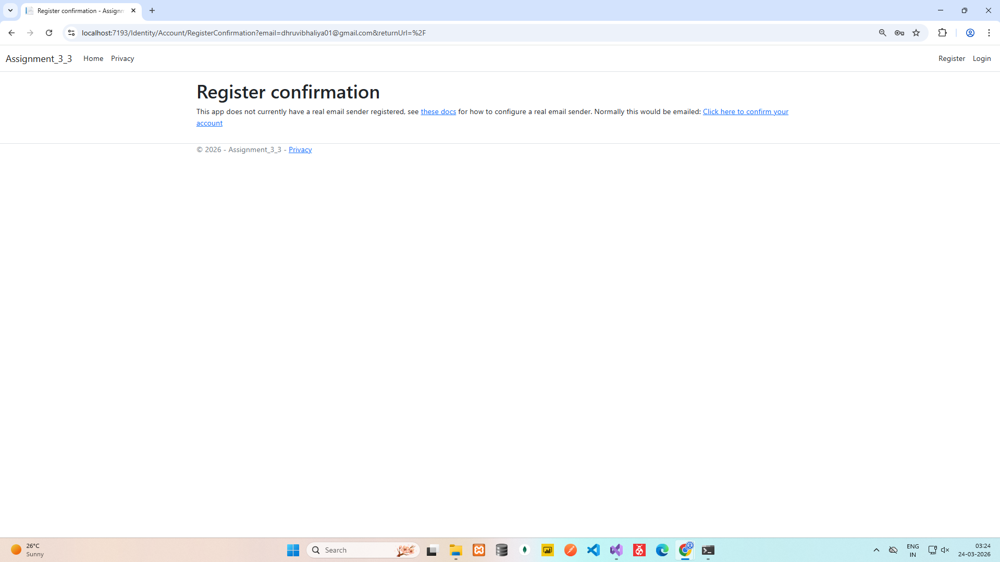 Register confirmation - Assignm
localhost:7193/Identity/Account/RegisterConfirmation?email=dhruvibhaliya01@gmail.com&returnUrl=%2F
Assignment_3_3 Home Privacy Register Login
Register confirmation
This app does not currently have a real email sender registered, see these docs for how to configure a real email sender. Normally this would be emailed: Click here to confirm your
account
© 2026 - Assignment_3_3 - Privacy
26°C
Sunny
Search
ENG
IN
03:24
24-03-2026